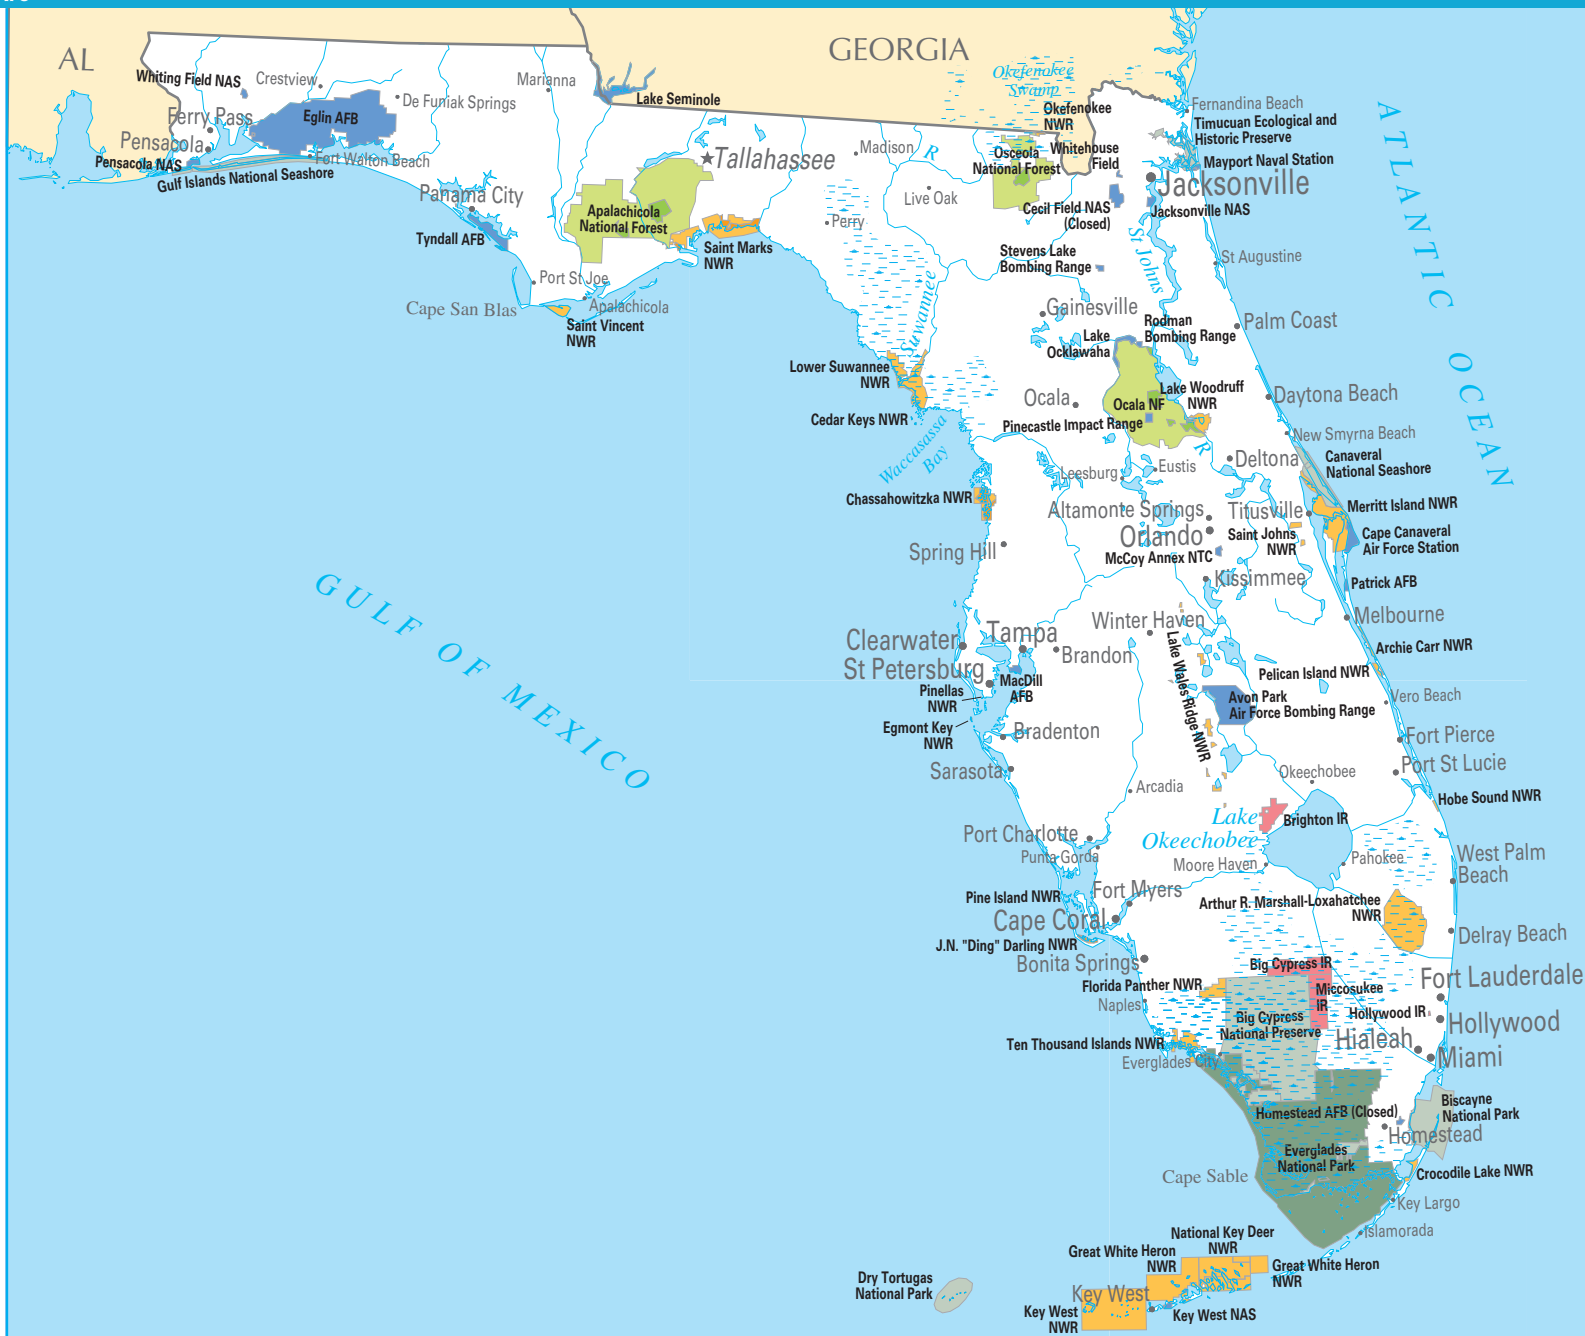 AL
GEORGIA
Okefenokee
Swamp
Whiting Field NAS
Crestview
Marianna
De Funiak Springs
Lake Seminole
Ferry Pass
Eglin AFB
Pensacola
Pensacola NAS
Fort Walton Beach
Gulf Islands National Seashore
Tallahassee
Madison
R
Okefenokee
NWR
Osceola
National Forest
Whitehouse
Field
Fernandina Beach
Timucuan Ecological and
Historic Preserve
Mayport Naval Station
Jacksonville
Jacksonville NAS
Cecil Field NAS
(Closed)
Live Oak
Panama City
Tyndall AFB
Apalachicola
National Forest
Perry
Saint Marks
NWR
Stevens Lake
Bombing Range
St Johns
St Augustine
Port St Joe
Cape San Blas
Apalachicola
Saint Vincent
NWR
Suwannee
Gainesville
Rodman
Bombing Range
Palm Coast
Lake
Ocklawaha
Lower Suwannee
NWR
Ocala
Lake Woodruff
NWR
Ocala NF
Daytona Beach
Cedar Keys NWR
Pinecastle Impact Range
R
New Smyrna Beach
Waccasassa
Bay
Leesburg
Eustis
Deltona
Canaveral
National Seashore
Chassahowitzka NWR
Altamonte Springs
Titusville
Merritt Island NWR
Orlando
Saint Johns
NWR
Cape Canaveral
Air Force Station
Spring Hill
McCoy Annex NTC
Kissimmee
Patrick AFB
ATLANTIC OCEAN
GULF OF MEXICO
Winter Haven
Melbourne
Clearwater
Tampa
Brandon
Archie Carr NWR
St Petersburg
MacDill
AFB
Lake Wales Ridge NWR
Pelican Island NWR
Pinellas
NWR
Avon Park
Air Force Bombing Range
Vero Beach
Egmont Key
NWR
Bradenton
Fort Pierce
Sarasota
Port St Lucie
Okeechobee
Arcadia
Hobe Sound NWR
Lake
Okeechobee
Brighton IR
Port Charlotte
Punta Gorda
Moore Haven
Pahokee
West Palm
Beach
Pine Island NWR
Fort Myers
Arthur R. Marshall-Loxahatchee
NWR
Cape Coral
Delray Beach
J.N. "Ding" Darling NWR
Bonita Springs
Big Cypress IR
Fort Lauderdale
Florida Panther NWR
Miccosukee
IR
Naples
Big Cypress
National Preserve
Hollywood IR
Hollywood
Ten Thousand Islands NWR
Hialeah
Everglades City
Miami
Homestead AFB (Closed)
Biscayne
National Park
Homestead
Everglades
National Park
Cape Sable
Crocodile Lake NWR
Key Largo
Islamorada
National Key Deer
NWR
Great White Heron
NWR
Great White Heron
NWR
Dry Tortugas
National Park
Key West
Key West
NWR
Key West NAS